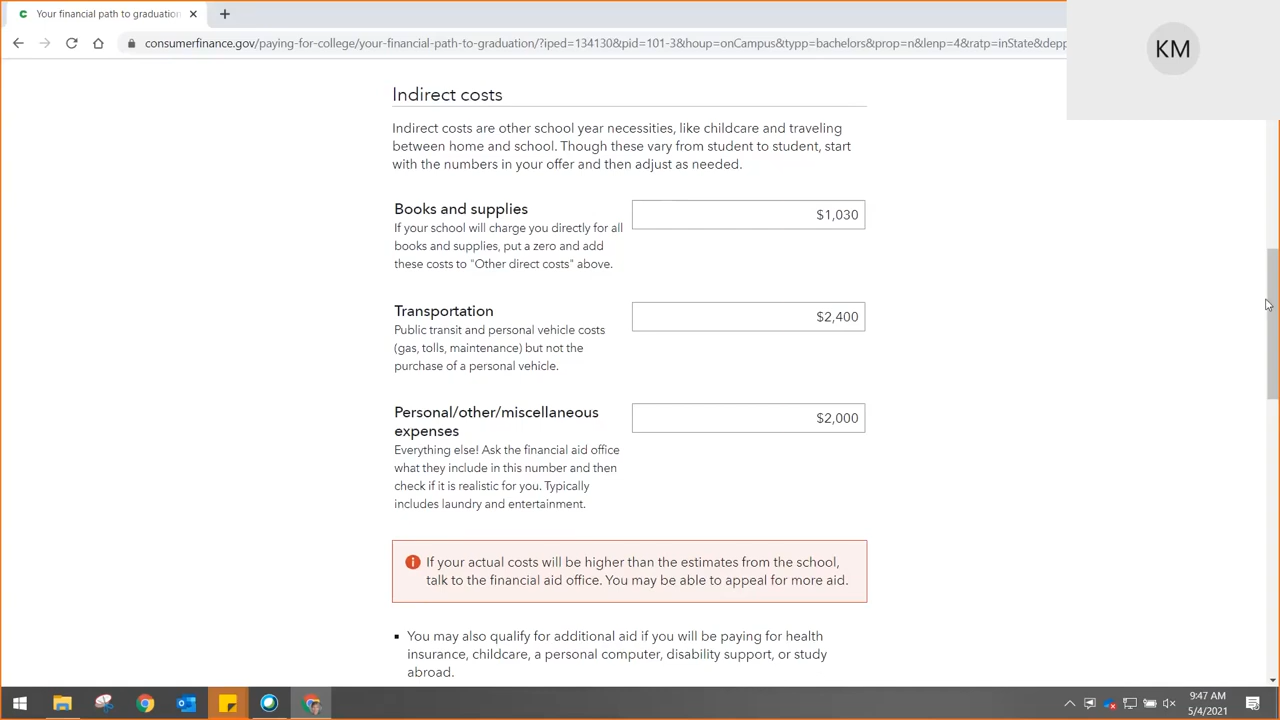 Your financial path to graduation
consumerfinance.gov/paying-for-college/your-financial-path-to-graduation/?iped=134130&pid=101-3&houp=onCampus&typp=bachelors&prop=n&lenp=4&ratp=inState&depp
KM
Indirect costs
Indirect costs are other school year necessities, like childcare and traveling
between home and school. Though these vary from student to student, start
with the numbers in your offer and then adjust as needed.
Books and supplies
$1,030
If your school will charge you directly for all
books and supplies, put a zero and add
these costs to "Other direct costs" above.
Transportation
$2,400
Public transit and personal vehicle costs
(gas, tolls, maintenance) but not the
purchase of a personal vehicle.
Personal/other/miscellaneous
expenses
$2,000
Everything else! Ask the financial aid office
what they include in this number and then
check if it is realistic for you. Typically
includes laundry and entertainment.
If your actual costs will be higher than the estimates from the school,
talk to the financial aid office. You may be able to appeal for more aid.
You may also qualify for additional aid if you will be paying for health
insurance, childcare, a personal computer, disability support, or study
abroad.
9:47 AM
5/4/2021